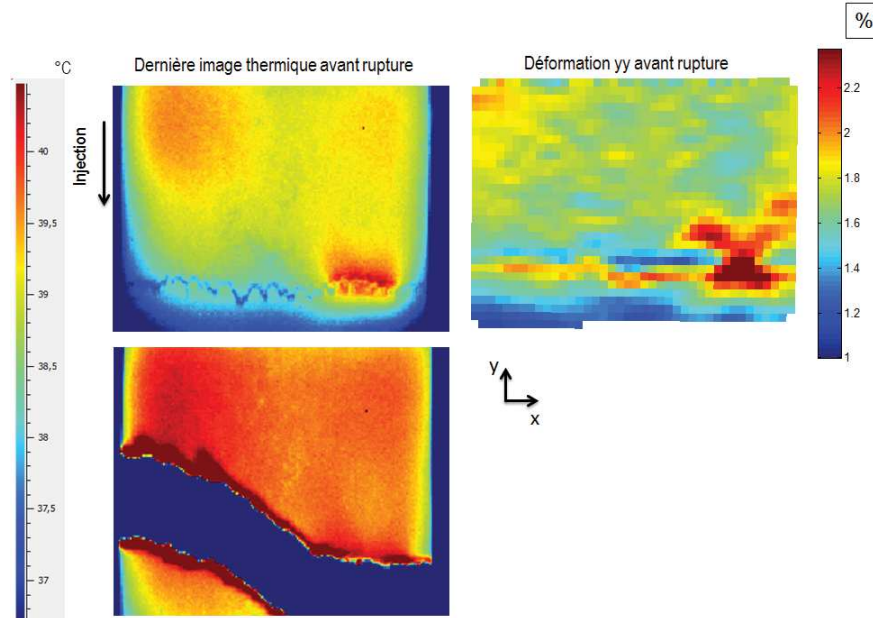 %
°C
Dernière image thermique avant rupture
Déformation yy avant rupture
Injection
40
39,5
39
38,5
38
37,5
37
2.2
2
1.8
1.6
1.4
1.2
1
y
x